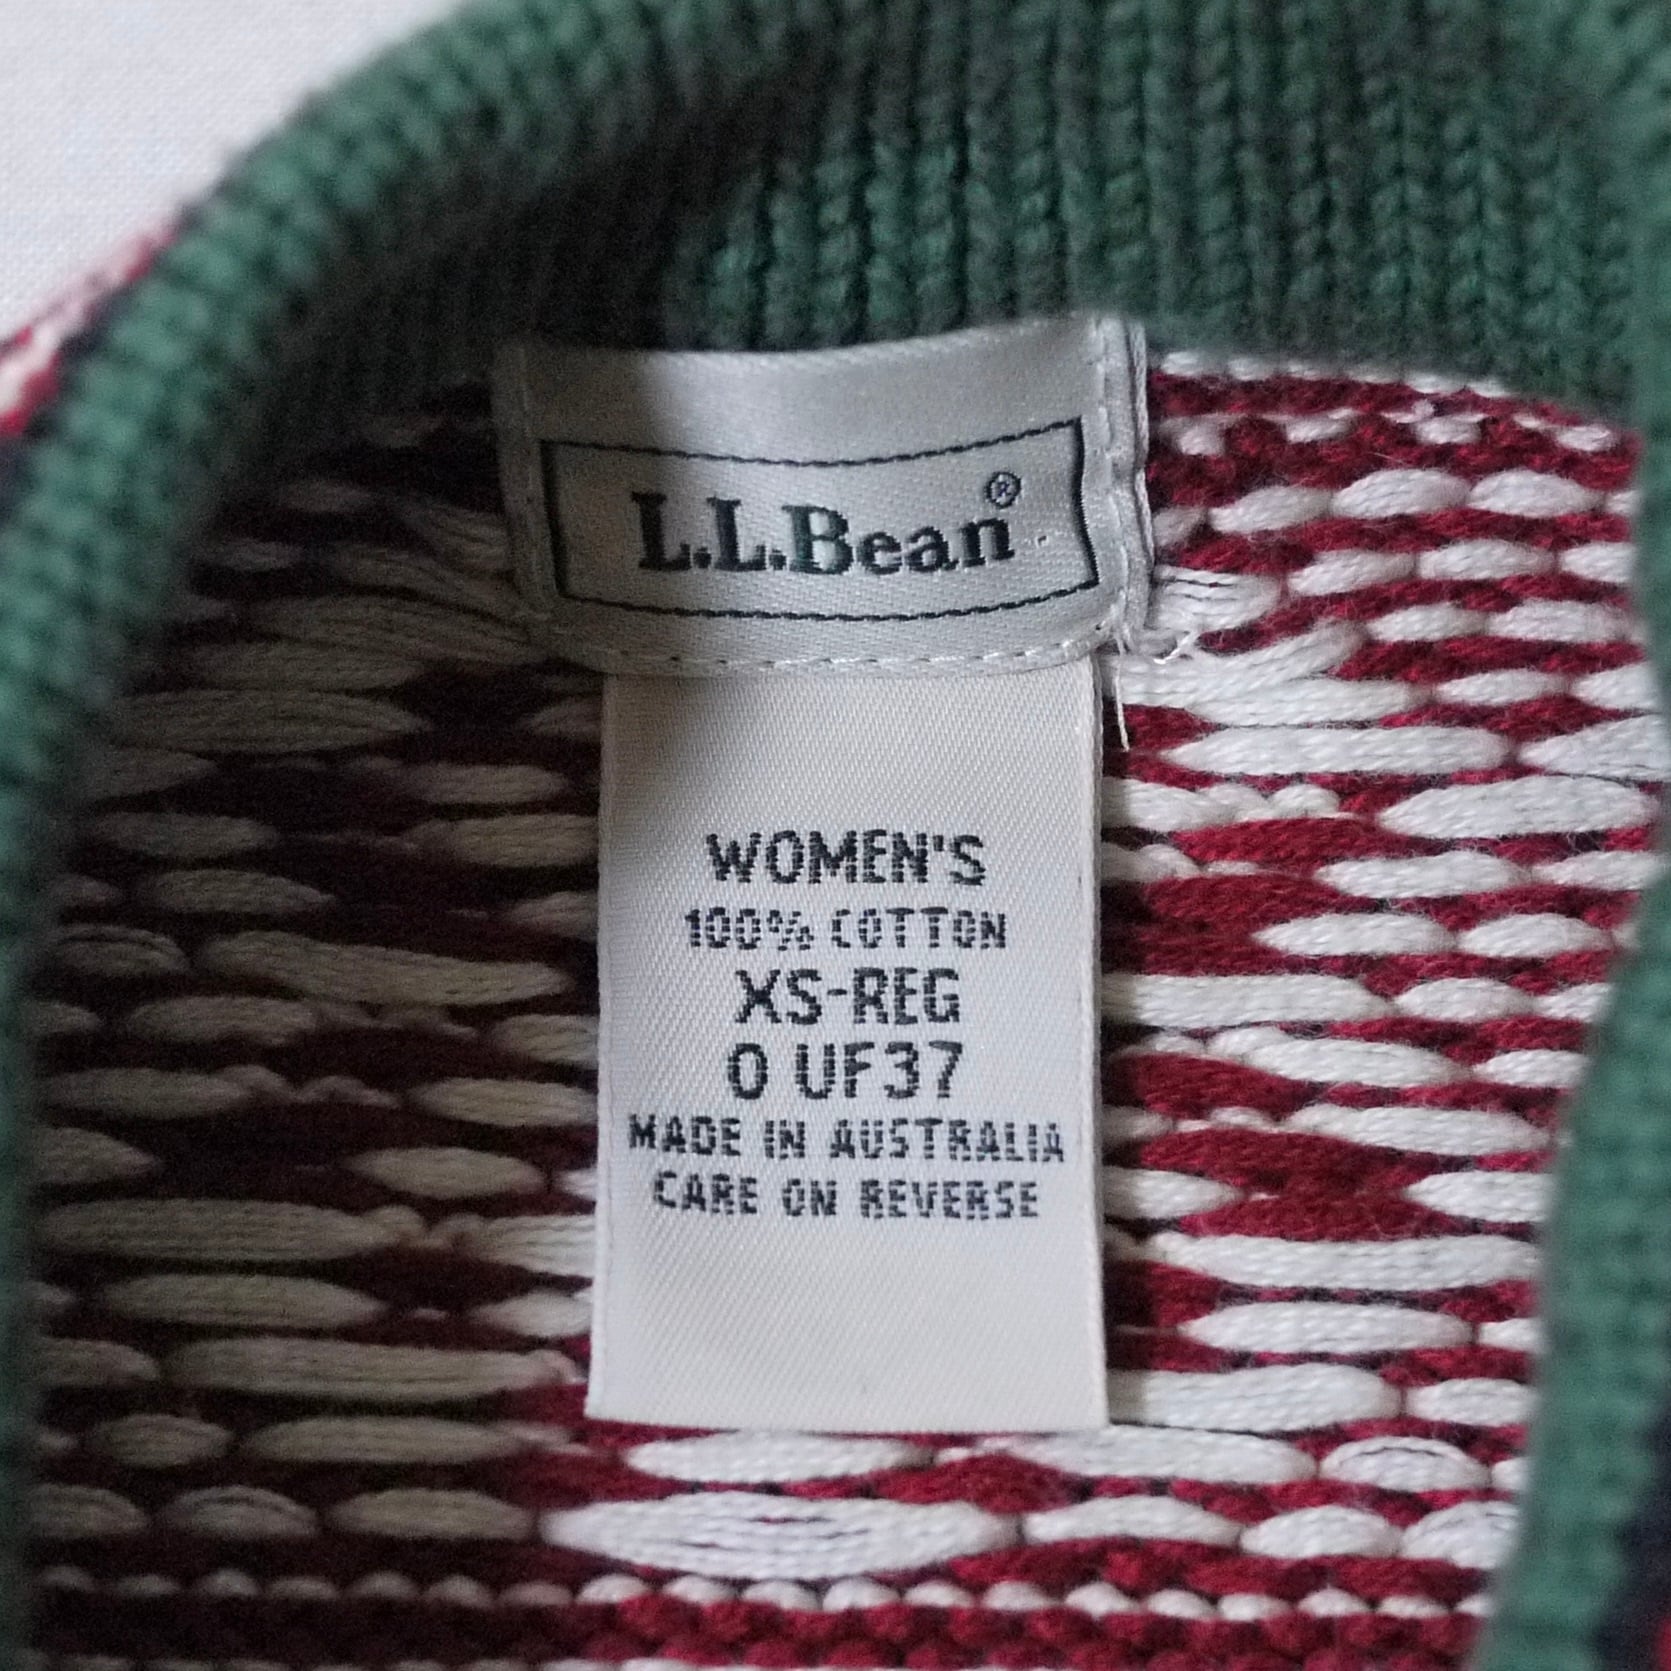 L.L.Bean®
WOMEN'S
100% COTTON
XS-REG
0 UF37
MADE IN AUSTRALIA
CARE ON REVERSE